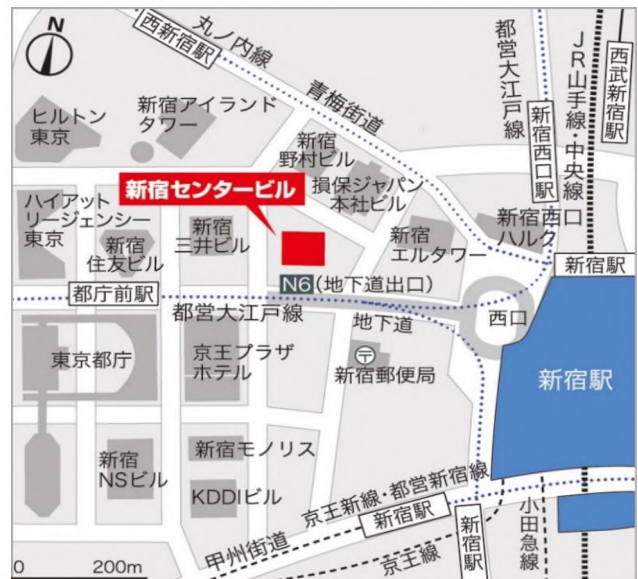 N
西新宿駅
丸ノ内線
青梅街道
都営大江戸線
新宿西口駅
JR山手線・中央線
西武新宿駅
ヒルトン
東京
新宿アイランド
タワー
新宿
野村ビル
損保ジャパン
本社ビル
新宿センタービル
ハイアット
リージェンシー
東京
新宿
住友ビル
新宿
三井ビル
新宿
エルタワー
新宿西口
ハルク
新宿駅
N6(地下道出口)
都庁前駅
都営大江戸線
地下道
西口
東京都庁
京王プラザ
ホテル
〒
新宿郵便局
新宿駅
新宿
NSビル
新宿モノリス
KDDIビル
甲州街道
京王新線・都営新宿線
新宿駅
新宿駅
京王線
小田急線
0
200m